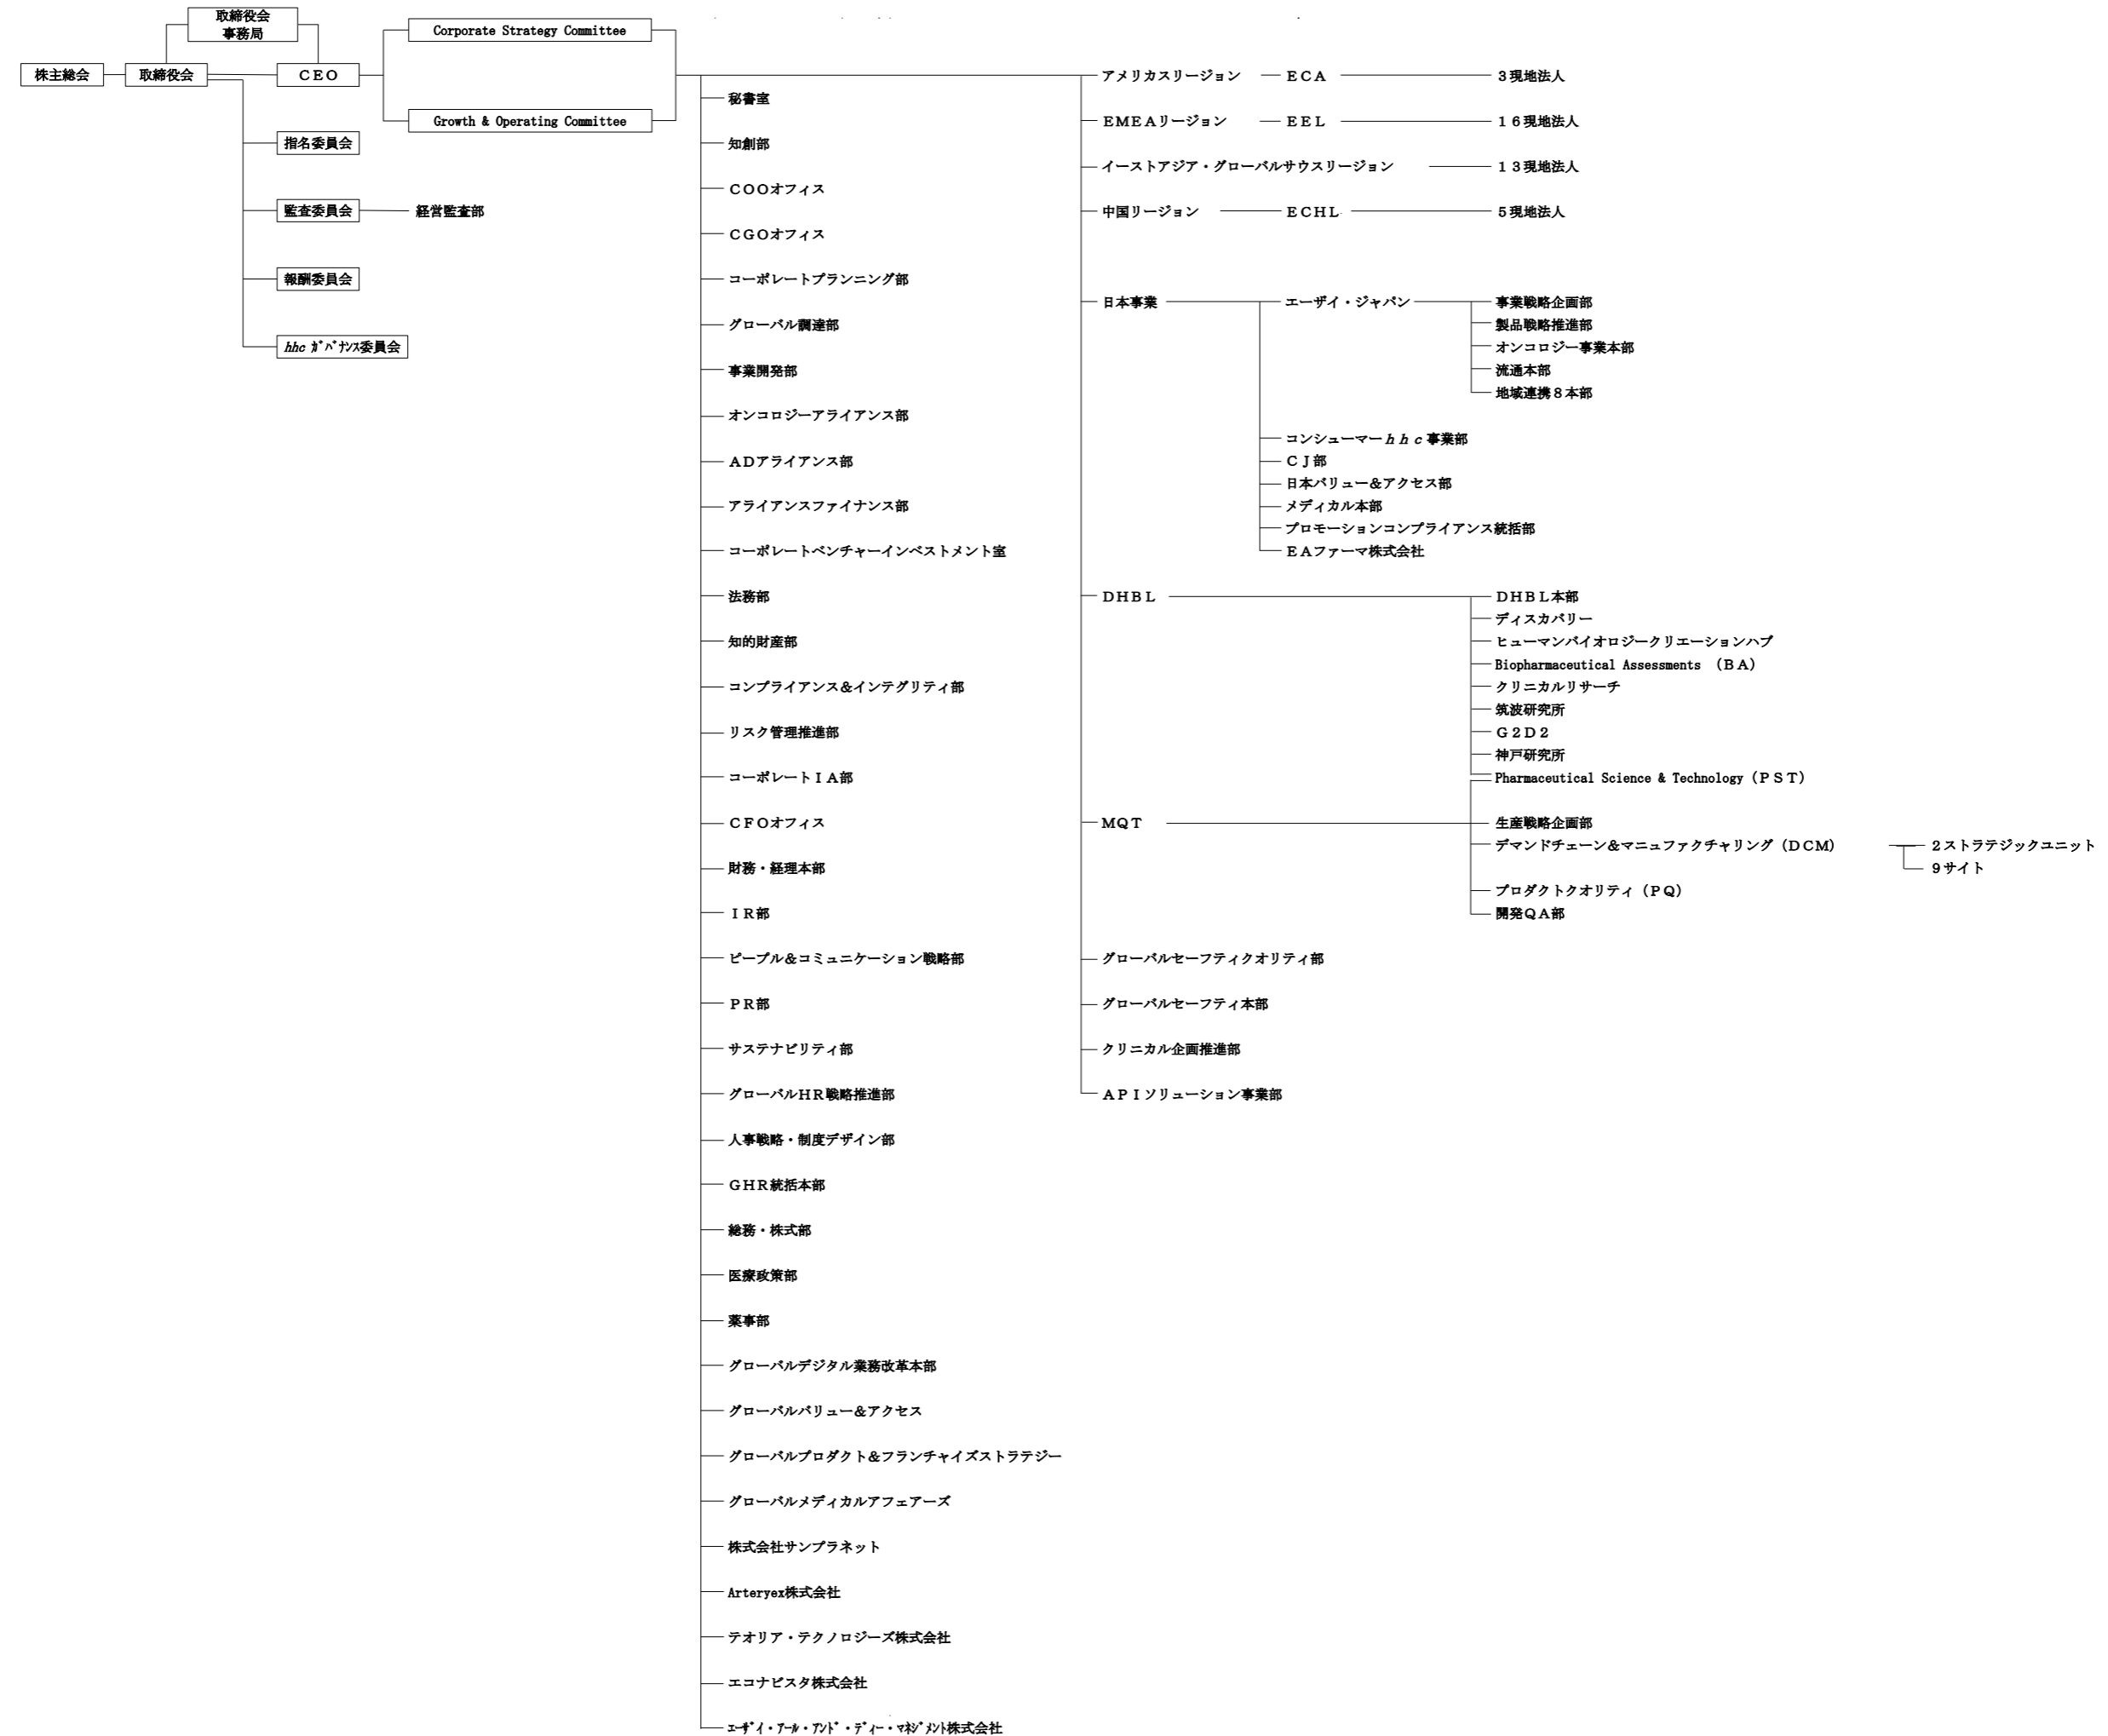 取締役会
事務局
株主総会
取締役会
ＣＥＯ
Corporate Strategy Committee
Growth & Operating Committee
指名委員会
監査委員会
経営監査部
報酬委員会
hhc ｶﾞﾊﾞﾅﾝｽ委員会
秘書室
知創部
ＣＯＯオフィス
ＣＧＯオフィス
コーポレートプランニング部
グローバル調達部
事業開発部
オンコロジーアライアンス部
ＡＤアライアンス部
アライアンスファイナンス部
コーポレートベンチャーインベストメント室
法務部
知的財産部
コンプライアンス＆インテグリティ部
リスク管理推進部
コーポレートＩＡ部
ＣＦＯオフィス
財務・経理本部
ＩＲ部
ピープル＆コミュニケーション戦略部
ＰＲ部
サステナビリティ部
グローバルHR戦略推進部
人事戦略・制度デザイン部
ＧＨＲ統括本部
総務・株式部
医療政策部
薬事部
グローバルデジタル業務改革本部
グローバルバリュー＆アクセス
グローバルプロダクト＆フランチャイズストラテジー
グローバルメディカルアフェアーズ
株式会社サンプラネット
Arteryex株式会社
テオリア・テクノロジーズ株式会社
エコナビスタ株式会社
ｴｰｻﾞｲ・ｱｰﾙ・ｱﾝﾄﾞ・ﾃﾞｨｰ・ﾏﾈｼﾞﾒﾝﾄ株式会社
アメリカスリージョン
ＥＣＡ
３現地法人
ＥＭＥＡリージョン
ＥＥＬ
１６現地法人
イーストアジア・グローバルサウスリージョン
１３現地法人
中国リージョン
ＥＣＨＬ
５現地法人
日本事業
エーザイ・ジャパン
事業戦略企画部
製品戦略推進部
オンコロジー事業本部
流通本部
地域連携８本部
コンシューマーｈｈｃ事業部
ＣＪ部
日本バリュー＆アクセス部
メディカル本部
プロモーションコンプライアンス統括部
ＥＡファーマ株式会社
ＤＨＢＬ
ＤＨＢＬ本部
ディスカバリー
ヒューマンバイオロジークリエーションハブ
Biopharmaceutical Assessments （ＢＡ）
クリニカルリサーチ
筑波研究所
Ｇ２Ｄ２
神戸研究所
Pharmaceutical Science & Technology（ＰＳＴ）
ＭＱＴ
生産戦略企画部
デマンドチェーン＆マニュファクチャリング（ＤＣＭ）
２ストラテジックユニット
９サイト
プロダクトクオリティ（ＰＱ）
開発ＱＡ部
グローバルセーフティクオリティ部
グローバルセーフティ本部
クリニカル企画推進部
ＡＰＩソリューション事業部